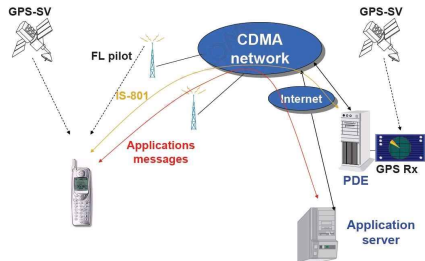 GPS-SV
GPS-SV
FL pilot
CDMA
network
IS-801
Internet
Applications
messages
PDE
GPS Rx
Application
server